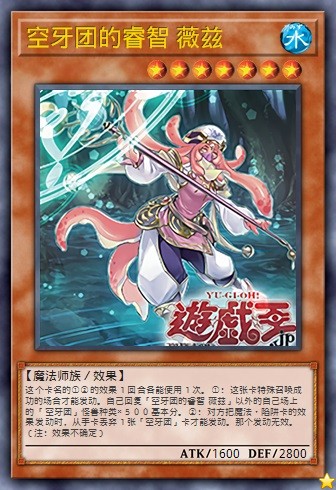 空牙团的睿智 薇兹
水
YU-GI-OH!
遊戯王
JP
【魔法师族／效果】
这个卡名的①②的效果１回合各能使用１次。①：这张卡特殊召唤成
功的场合才能发动。自己回复「空牙团的睿智 薇兹」以外的自己场上
的「空牙团」怪兽种类×５００基本分。②：对方把魔法·陷阱卡的效
果发动时，从手卡丢弃１张「空牙团」卡才能发动。那个发动无效。
（注：效果不确定）
ATK/1600 DEF/2800